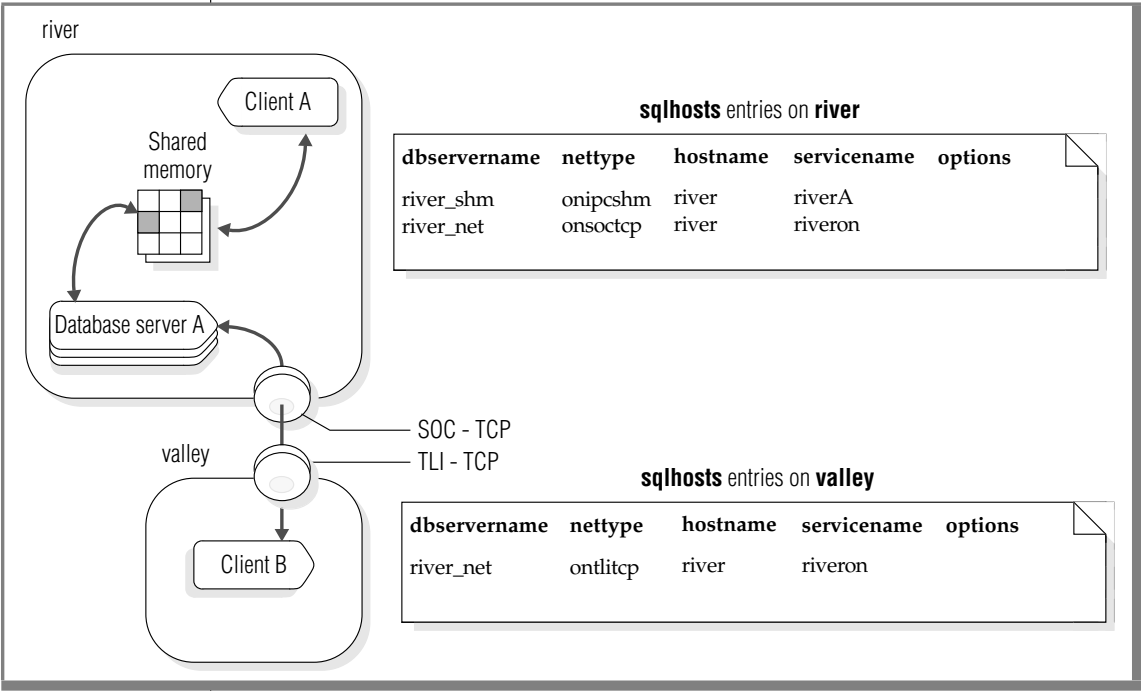 river
Client A
Shared
memory
Database server A
SOC - TCP
TLI - TCP
valley
Client B
sqlhosts entries on river
dbservername nettype hostname servicename options
river_shm onipcshm river riverA
river_net onsoctcp river riveron
sqlhosts entries on valley
dbservername nettype hostname servicename options
river_net ontlitcp river riveron